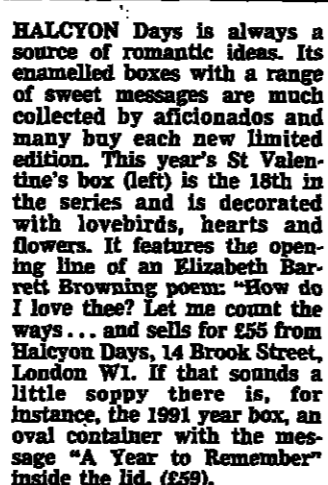 HALCYON Days is always a
source of romantic ideas. Its
enamelled boxes with a range
of sweet messages are much
collected by aficionados and
many buy each new limited
edition. This year's St Valen-
tine's box (left) is the 18th in
the series and is decorated
with lovebirds, hearts and
flowers. It features the open-
ing line of an Elizabeth Bar-
rett Browning poem: "How do
I love thee? Let me count the
ways... and sells for £55 from
Halcyon Days, 14 Brook Street,
London W1. If that sounds a
little soppy there is, for
instance, the 1991 year box, an
oval container with the mes-
sage "A Year to Remember"
inside the lid. (£59).